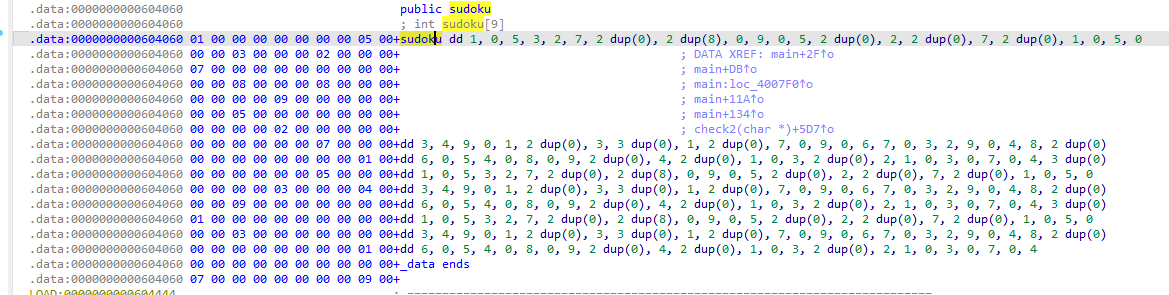 .data:0000000000604060 public sudoku
.data:0000000000604060 ; int sudoku[9]
.data:0000000000604060 01 00 00 00 00 00 00 00 05 00+sudoku dd 1, 0, 5, 3, 2, 7, 2 dup(0), 2 dup(8), 0, 9, 0, 5, 2 dup(0), 2, 2 dup(0), 7, 2 dup(0), 1, 0, 5, 0
.data:0000000000604060 00 00 03 00 00 00 02 00 00 00+ ; DATA XREF: main+2F↑o
.data:0000000000604060 07 00 00 00 00 00 00 00 00 00+ ; main+DB↑o
.data:0000000000604060 00 00 08 00 00 00 08 00 00 00+ ; main:loc_4007F0↑o
.data:0000000000604060 00 00 00 00 09 00 00 00 00 00+ ; main+11A↑o
.data:0000000000604060 00 00 05 00 00 00 00 00 00 00+ ; main+134↑o
.data:0000000000604060 00 00 00 00 02 00 00 00 00 00+ ; check2(char *)+5D7↑o
.data:0000000000604060 00 00 00 00 00 00 07 00 00 00+dd 3, 4, 9, 0, 1, 2 dup(0), 3, 3 dup(0), 1, 2 dup(0), 7, 0, 9, 0, 6, 7, 0, 3, 2, 9, 0, 4, 8, 2 dup(0)
.data:0000000000604060 00 00 00 00 00 00 00 00 01 00+dd 6, 0, 5, 4, 0, 8, 0, 9, 2 dup(0), 4, 2 dup(0), 1, 0, 3, 2 dup(0), 2, 1, 0, 3, 0, 7, 0, 4, 3 dup(0)
.data:0000000000604060 00 00 00 00 00 00 05 00 00 00+dd 1, 0, 5, 3, 2, 7, 2 dup(0), 2 dup(8), 0, 9, 0, 5, 2 dup(0), 2, 2 dup(0), 7, 2 dup(0), 1, 0, 5, 0
.data:0000000000604060 00 00 00 00 03 00 00 00 04 00+dd 3, 4, 9, 0, 1, 2 dup(0), 3, 3 dup(0), 1, 2 dup(0), 7, 0, 9, 0, 6, 7, 0, 3, 2, 9, 0, 4, 8, 2 dup(0)
.data:0000000000604060 00 00 09 00 00 00 00 00 00 00+dd 6, 0, 5, 4, 0, 8, 0, 9, 2 dup(0), 4, 2 dup(0), 1, 0, 3, 2 dup(0), 2, 1, 0, 3, 0, 7, 0, 4, 3 dup(0)
.data:0000000000604060 01 00 00 00 00 00 00 00 00 00+dd 1, 0, 5, 3, 2, 7, 2 dup(0), 2 dup(8), 0, 9, 0, 5, 2 dup(0), 2, 2 dup(0), 7, 2 dup(0), 1, 0, 5, 0
.data:0000000000604060 00 00 03 00 00 00 00 00 00 00+dd 3, 4, 9, 0, 1, 2 dup(0), 3, 3 dup(0), 1, 2 dup(0), 7, 0, 9, 0, 6, 7, 0, 3, 2, 9, 0, 4, 8, 2 dup(0)
.data:0000000000604060 00 00 00 00 00 00 00 00 01 00+dd 6, 0, 5, 4, 0, 8, 0, 9, 2 dup(0), 4, 2 dup(0), 1, 0, 3, 2 dup(0), 2, 1, 0, 3, 0, 7, 0, 4
.data:0000000000604060 00 00 00 00 00 00 00 00 00 00+_data ends
.data:0000000000604060 07 00 00 00 00 00 00 00 09 00+
LOAD:0000000000604444 ; ---------------------------------------------------------------------------